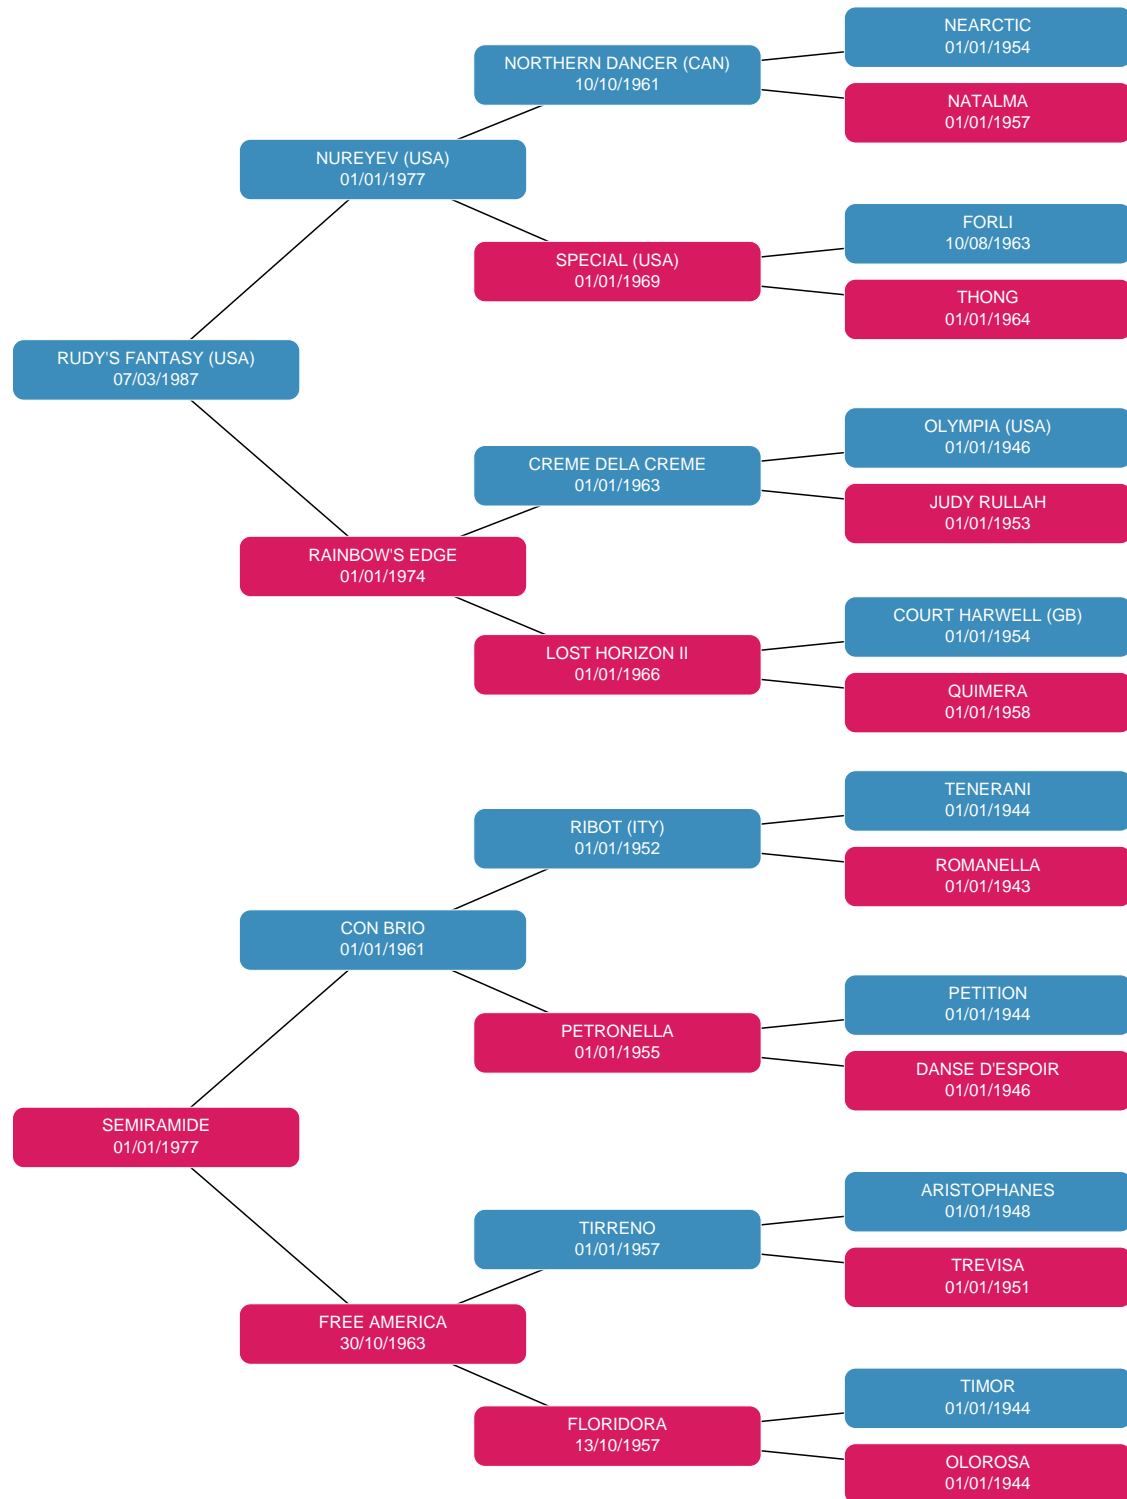 NEARCTIC
01/01/1954
NORTHERN DANCER (CAN)
10/10/1961
NATALMA
01/01/1957
NUREYEV (USA)
01/01/1977
FORLI
10/08/1963
SPECIAL (USA)
01/01/1969
THONG
01/01/1964
RUDY'S FANTASY (USA)
07/03/1987
OLYMPIA (USA)
01/01/1946
CREME DELA CREME
01/01/1963
JUDY RULLAH
01/01/1953
RAINBOW'S EDGE
01/01/1974
COURT HARWELL (GB)
01/01/1954
LOST HORIZON II
01/01/1966
QUIMERA
01/01/1958
TENERANI
01/01/1944
RIBOT (ITY)
01/01/1952
ROMANELLA
01/01/1943
CON BRIO
01/01/1961
PETITION
01/01/1944
PETRONELLA
01/01/1955
DANSE D'ESPOIR
01/01/1946
SEMIRAMIDE
01/01/1977
ARISTOPHANES
01/01/1948
TIRRENO
01/01/1957
TREVISA
01/01/1951
FREE AMERICA
30/10/1963
TIMOR
01/01/1944
FLORIDORA
13/10/1957
OLOROSA
01/01/1944